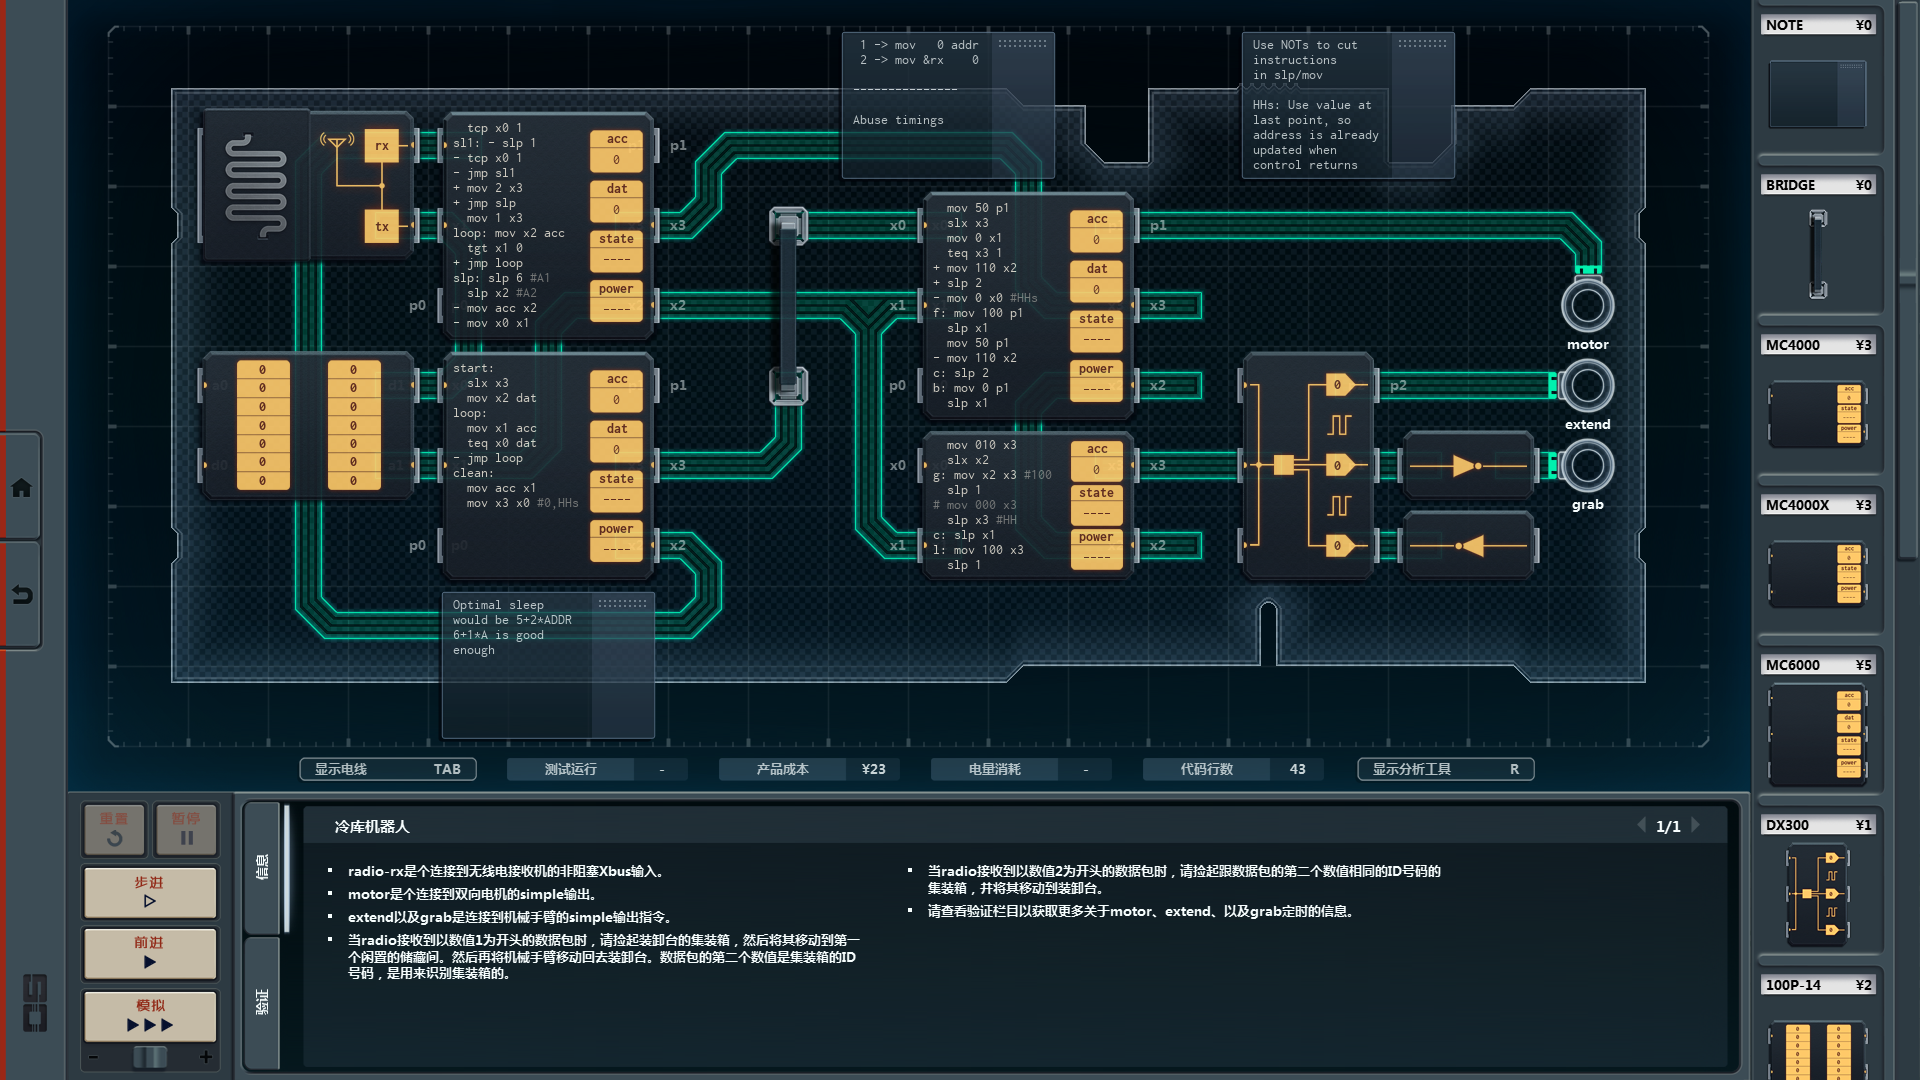 1 -> mov   0 addr
2 -> mov &rx    0
---------------
Abuse timings
Use NOTs to cut
instructions
in slp/mov
HHs: Use value at
last point, so
address is already
updated when
control returns
rx
tx
  tcp x0 1
sl1: - slp 1
- tcp x0 1
- jmp sl1
+ mov 2 x3
+ jmp slp
  mov 1 x3
loop: mov x2 acc
  tgt x1 0
+ jmp loop
slp: slp 6 #A1
  slp x2 #A2
- mov acc x2
- mov x0 x1
acc
0
dat
0
state
----
power
----
p1
x3
p0
x2
  mov 50 p1
  slx x3
  mov 0 x1
  teq x3 1
+ mov 110 x2
+ slp 2
- mov 0 x0 #HHs
f: mov 100 p1
  slp x1
  mov 50 p1
- mov 110 x2
c: slp 2
b: mov 0 p1
  slp x1
acc
0
dat
0
state
----
power
----
x0
x1
p0
p1
x3
x2
motor
extend
grab
a0
d0
d1
a1
0 0
0 0
0 0
0 0
0 0
0 0
0 0
start:
  slx x3
  mov x2 dat
loop:
  mov x1 acc
  teq x0 dat
- jmp loop
clean:
  mov acc x1
  mov x3 x0 #0,HHs
acc
0
dat
0
state
----
power
----
p1
x3
p0
p0
x2
  mov 010 x3
  slx x2
g: mov x2 x3 #100
  slp 1
# mov 000 x3
  slp x3 #HH
c: slp x1
l: mov 100 x3
  slp 1
acc
0
state
----
power
----
x0
x1
x3
x2
0
0
0
p2
Optimal sleep
would be 5+2*ADDR
6+1*A is good
enough
显示电线 TAB
测试运行 -
产品成本 ¥23
电量消耗 -
代码行数 43
显示分析工具 R
重置
暂停
步进
前进
模拟
- +
信息
验证
冷库机器人
1/1
▪ radio-rx是个连接到无线电接收机的非阻塞Xbus输入。
▪ motor是个连接到双向电机的simple输出。
▪ extend以及grab是连接到机械手臂的simple输出指令。
▪ 当radio接收到以数值1为开头的数据包时，请捡起装卸台的集装箱，然后将其移动到第一
个闲置的储藏间。然后再将机械手臂移动回去装卸台。数据包的第二个数值是集装箱的ID
号码，是用来识别集装箱的。
▪ 当radio接收到以数值2为开头的数据包时，请捡起跟数据包的第二个数值相同的ID号码的
集装箱，并将其移动到装卸台。
▪ 请查看验证栏目以获取更多关于motor、extend、以及grab定时的信息。
NOTE ¥0
BRIDGE ¥0
MC4000 ¥3
MC4000X ¥3
MC6000 ¥5
DX300 ¥1
100P-14 ¥2